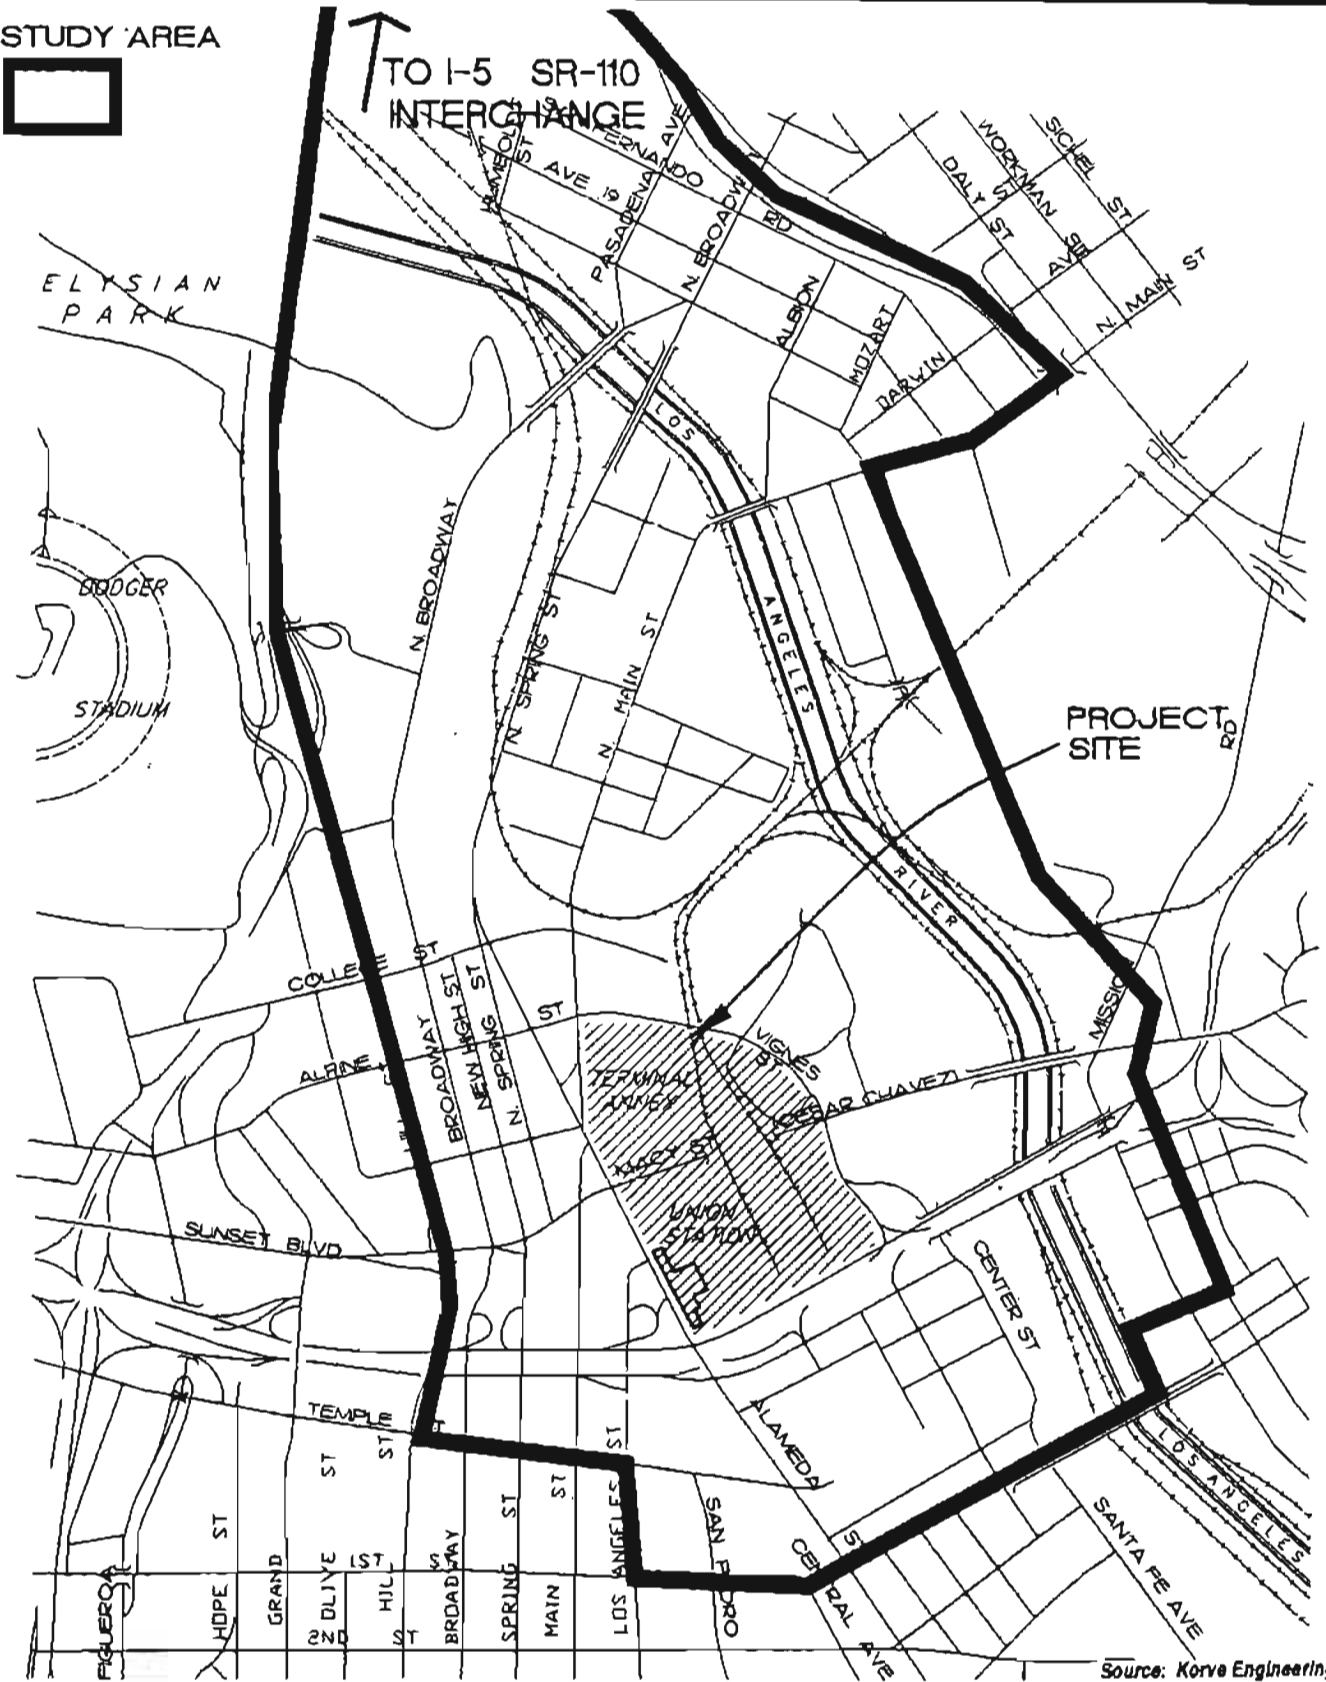 STUDY AREA
TO I-5 SR-110
INTERCHANGE
HUMBOLDT
ST
AVE 19
PASADENA AVE
N. BROADWAY
RD
SICHEL ST
WORKMAN ST
DALY ST
AVE
N. MAIN ST
ELYSIAN
PARK
ALBION
MOZART
DARWIN
LOS
ANGELES
RIVER
DODGER
STADIUM
N. BROADWAY
N. SPRING ST
N. MAIN ST
PROJECT
SITE
RD
MISSION
COLLEGE ST
ALPINE
ST
BROADWAY
NEW HIGH ST
N. SPRING ST
VIGNES
ST
TERMINAL
ANNEX
CESAR CHAVEZ
MACY ST
UNION
STATION
SUNSET BLVD
CENTER ST
TEMPLE
ST
ALAMEDA
ST
LOS ANGELES
SANTA FE AVE
CENTRAL AVE
SAN PEDRO
FIGUEROA
HOPE ST
GRAND
OLIVE ST
HILL ST
BROADWAY
SPRING ST
MAIN ST
LOS ANGELES ST
1ST S
2ND ST
Source: Korve Engineering